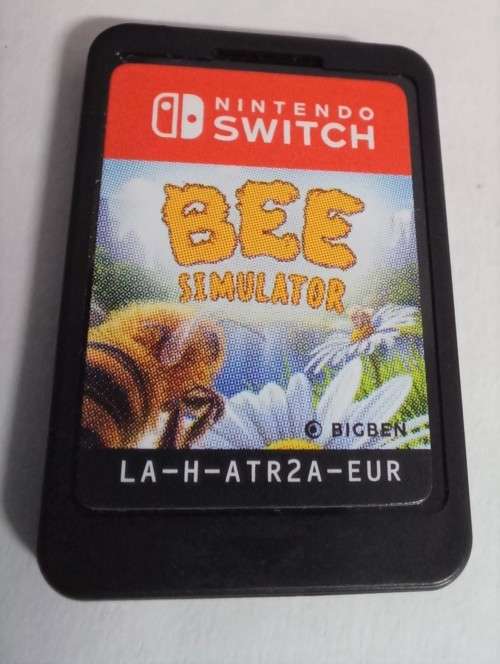 NINTENDO
SWITCH
BEE
SIMULATOR
© BIGBEN
LA-H-ATR2A-EUR